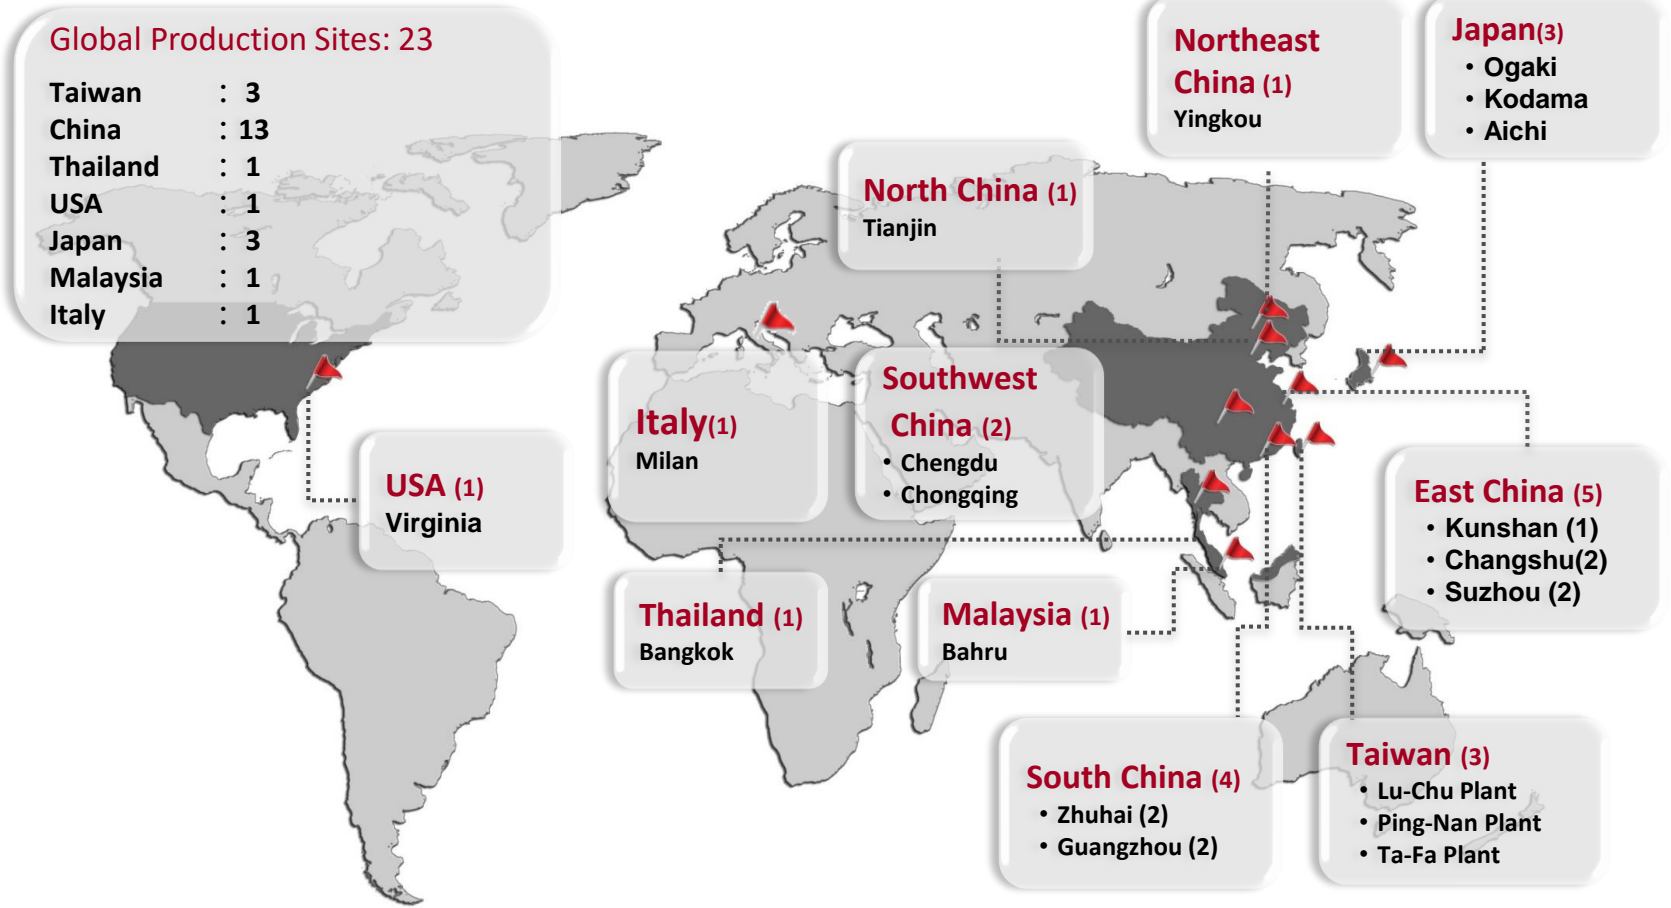 Global Production Sites: 23
Taiwan : 3
China : 13
Thailand : 1
USA : 1
Japan : 3
Malaysia : 1
Italy : 1
Northeast
China (1)
Yingkou
Japan(3)
• Ogaki
• Kodama
• Aichi
North China (1)
Tianjin
Italy(1)
Milan
Southwest
China (2)
• Chengdu
• Chongqing
USA (1)
Virginia
East China (5)
• Kunshan (1)
• Changshu(2)
• Suzhou (2)
Thailand (1)
Bangkok
Malaysia (1)
Bahru
South China (4)
• Zhuhai (2)
• Guangzhou (2)
Taiwan (3)
• Lu-Chu Plant
• Ping-Nan Plant
• Ta-Fa Plant